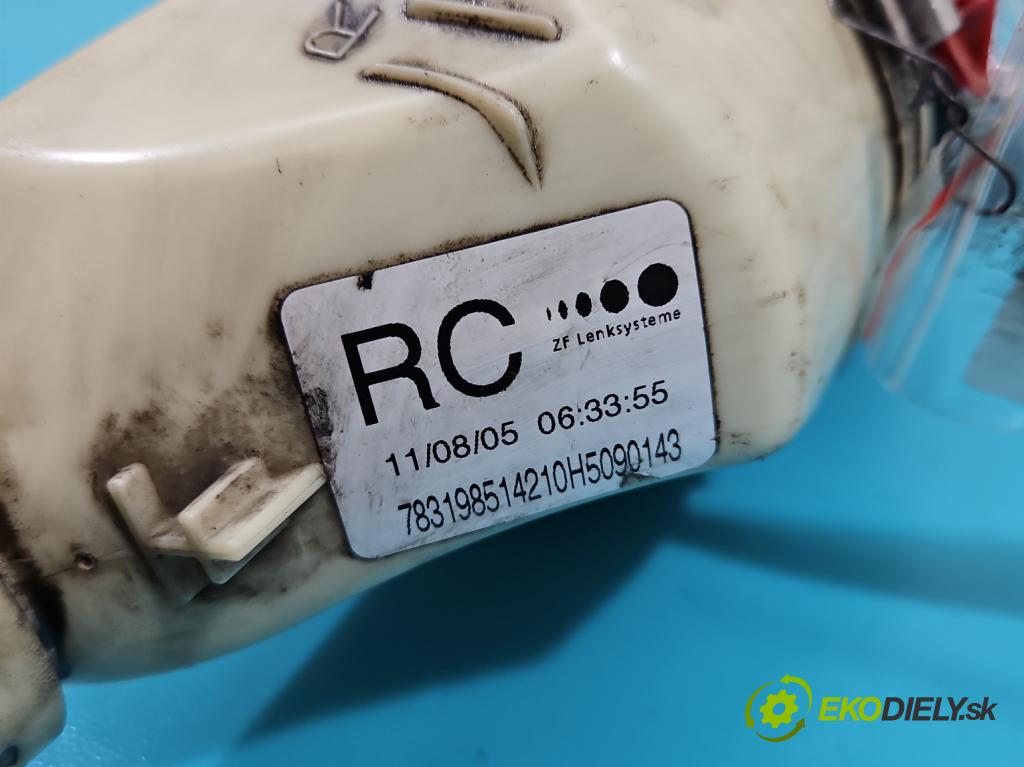 R
RC
ZF Lenksysteme
11/08/05 06:33:55
783198514210H5090143
EKODIELY.sk